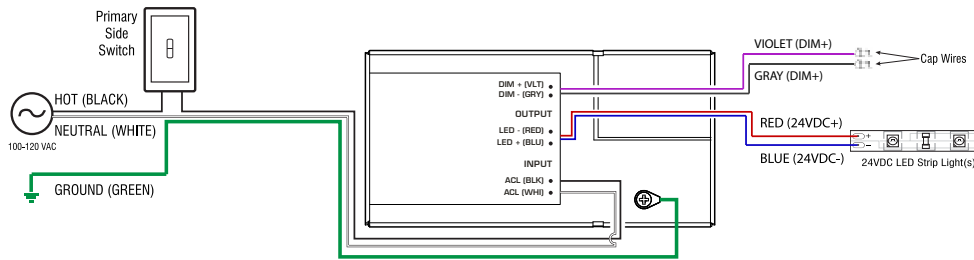 Primary
Side
Switch
HOT (BLACK)
NEUTRAL (WHITE)
100-120 VAC
GROUND (GREEN)
DIM + (VLT)
DIM - (GRY)
OUTPUT
LED - (RED)
LED + (BLU)
INPUT
ACL (BLK)
ACL (WHI)
VIOLET (DIM+)
GRAY (DIM+)
Cap Wires
RED (24VDC+)
BLUE (24VDC-)
+
–
24VDC LED Strip Light(s)